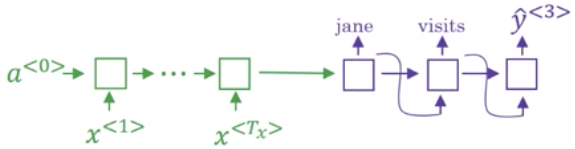 jane visits ŷ<3>
a<0> ...
x<1> x<Tx>